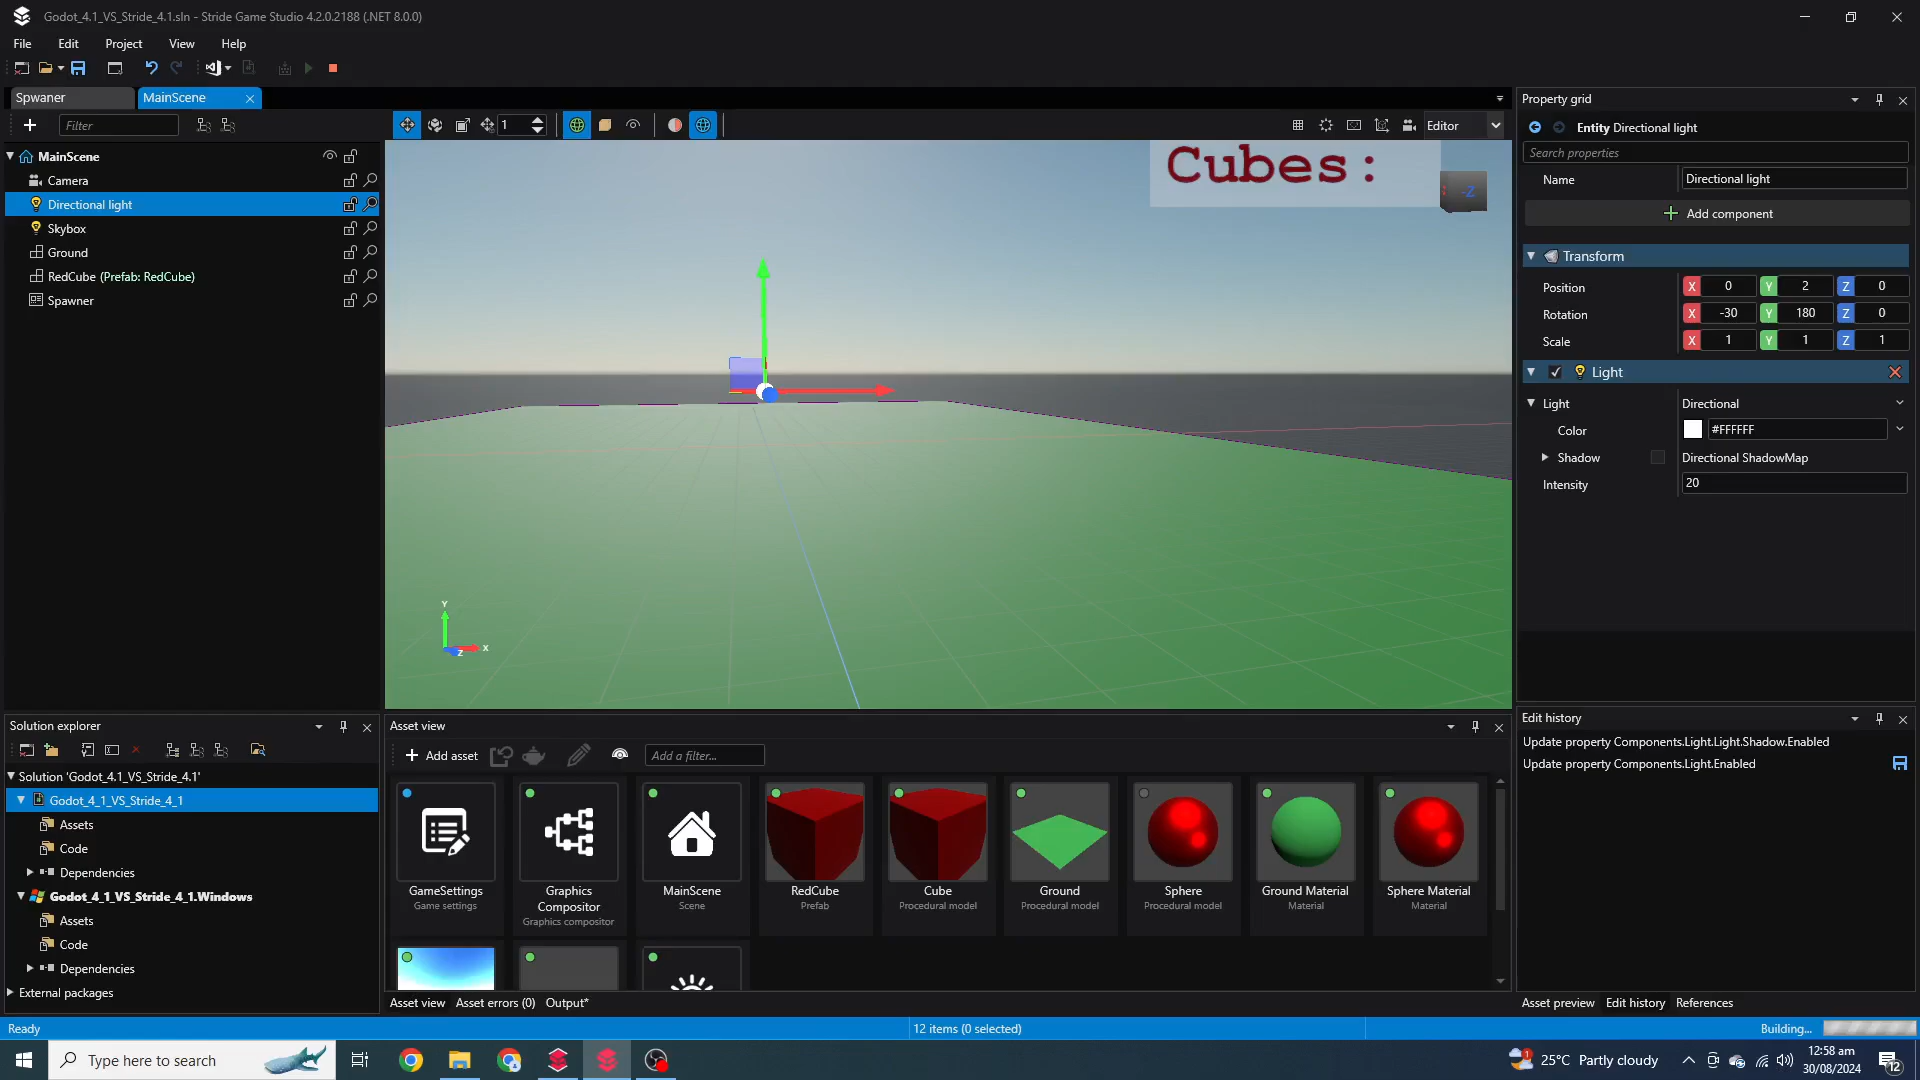 Godot_4.1_VS_Stride_4.1.sln - Stride Game Studio 4.2.0.2188 (.NET 8.0.0)
File Edit Project View Help
Spwaner MainScene
Filter
1
Editor
MainScene
Camera
Directional light
Skybox
Ground
RedCube (Prefab: RedCube)
Spawner
Cubes:
-Z
Y
X
Z
Property grid
Entity Directional light
Search properties
Name Directional light
Add component
Transform
Position X 0 Y 2 Z 0
Rotation X -30 Y 180 Z 0
Scale X 1 Y 1 Z 1
Light
Light Directional
Color #FFFFFF
Shadow Directional ShadowMap
Intensity 20
Solution explorer
Solution 'Godot_4.1_VS_Stride_4.1'
Godot_4_1_VS_Stride_4_1
Assets
Code
Dependencies
Godot_4_1_VS_Stride_4_1.Windows
Assets
Code
Dependencies
External packages
Asset view
Add asset Add a filter...
GameSettings
Game settings
Graphics
Compositor
Graphics compositor
MainScene
Scene
RedCube
Prefab
Cube
Procedural model
Ground
Procedural model
Sphere
Procedural model
Ground Material
Material
Sphere Material
Material
Asset view Asset errors (0) Output*
Edit history
Update property Components.Light.Light.Shadow.Enabled
Update property Components.Light.Enabled
Asset preview Edit history References
Ready 12 items (0 selected) Building...
Type here to search
1
25°C Partly cloudy
12:58 am
30/08/2024
12